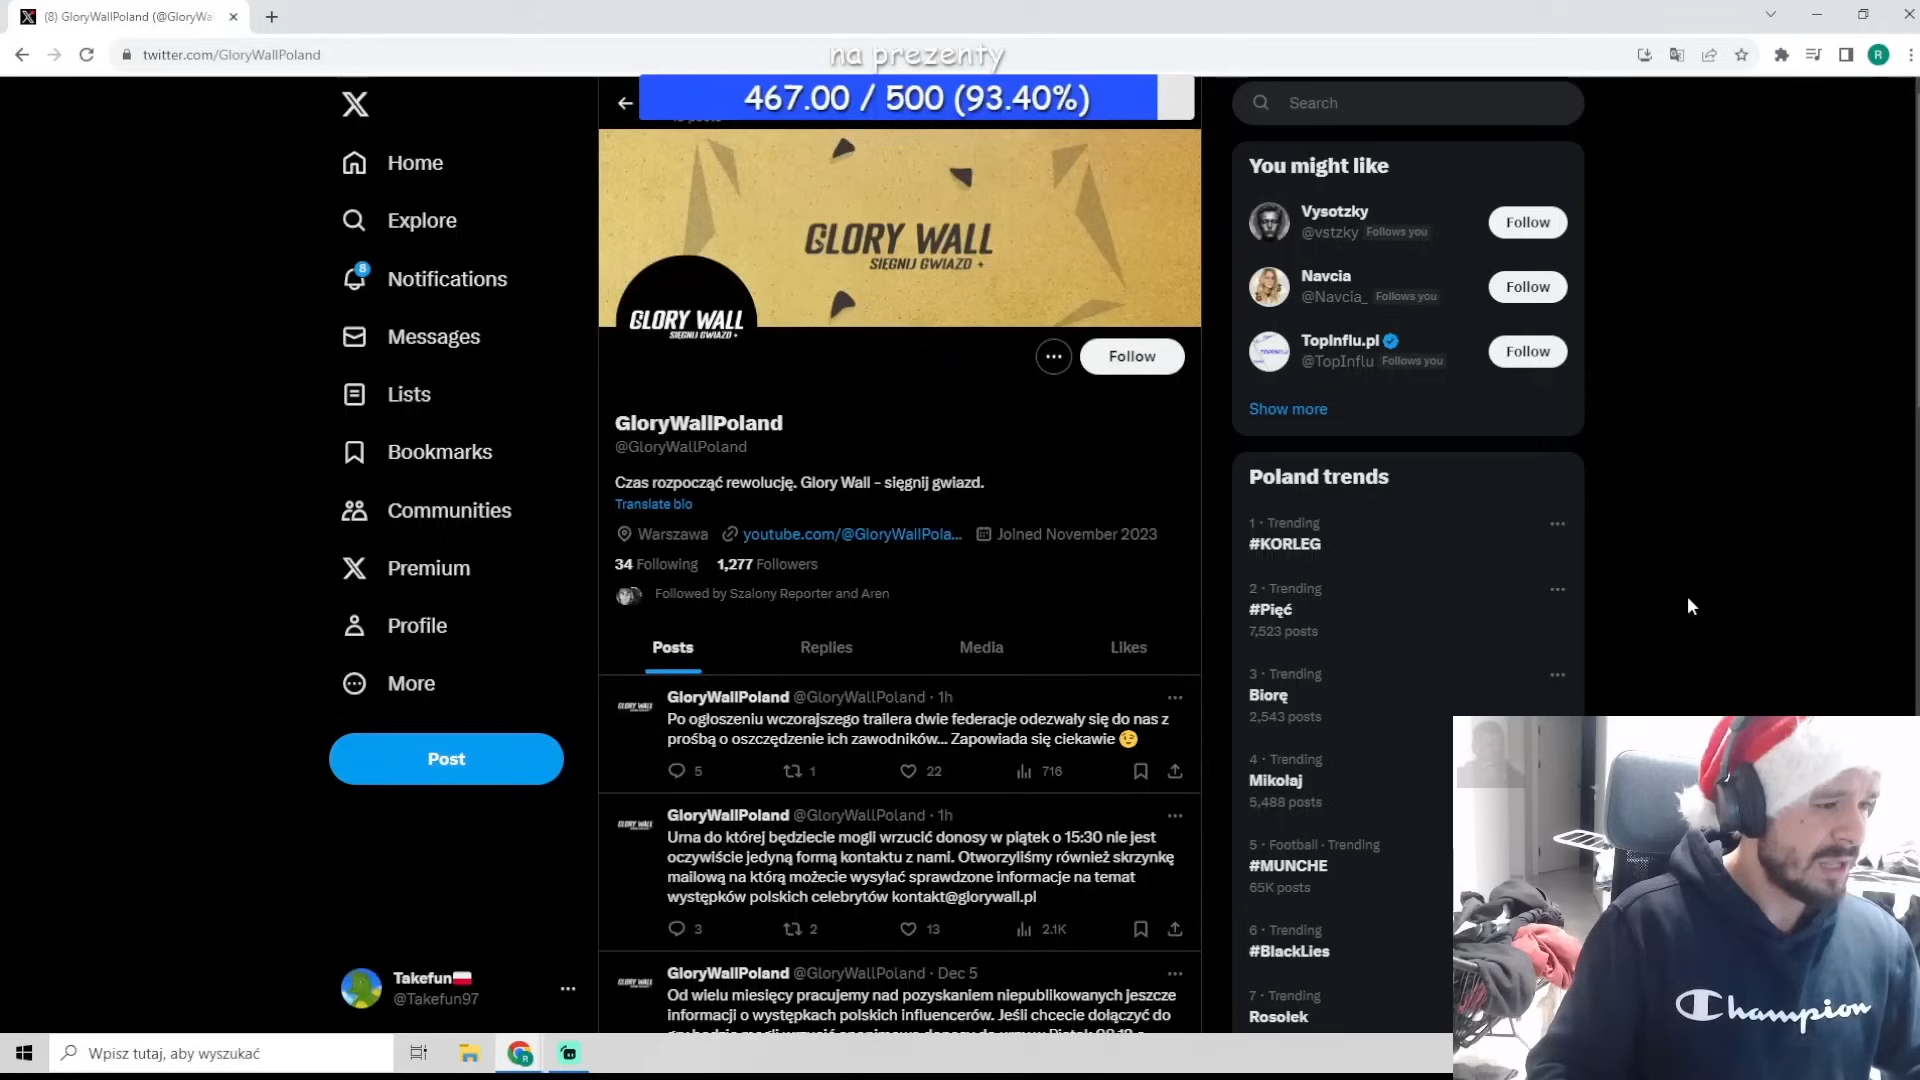 (8) GloryWallPoland (@GloryWa
twitter.com/GloryWallPoland
R
na prezenty
467.00 / 500 (93.40%)
Home
Explore
8
Notifications
Messages
Lists
Bookmarks
Communities
Premium
Profile
More
Post
Takefun🇵🇱
@Takefun97
GLORY WALL
SIĘGNIJ GWIAZD
GLORY WALL
SIĘGNIJ GWIAZD
Follow
GloryWallPoland
@GloryWallPoland
Czas rozpocząć rewolucję. Glory Wall - sięgnij gwiazd.
Translate bio
Warszawa youtube.com/@GloryWallPola... Joined November 2023
34 Following 1,277 Followers
Followed by Szalony Reporter and Aren
Posts Replies Media Likes
GLORY WALL
GloryWallPoland @GloryWallPoland · 1h
Po ogłoszeniu wczorajszego trailera dwie federacje odezwały się do nas z
prośbą o oszczędzenie ich zawodników... Zapowiada się ciekawie 😉
5 1 22 716
GLORY WALL
GloryWallPoland @GloryWallPoland · 1h
Urna do której będziecie mogli wrzucić donosy w piątek o 15:30 nie jest
oczywiście jedyną formą kontaktu z nami. Otworzyliśmy również skrzynkę
mailową na którą możecie wysyłać sprawdzone informacje na temat
występków polskich celebrytów kontakt@glorywall.pl
3 2 13 2.1K
GLORY WALL
GloryWallPoland @GloryWallPoland · Dec 5
Od wielu miesięcy pracujemy nad pozyskaniem niepublikowanych jeszcze
informacji o występkach polskich influencerów. Jeśli chcecie dołączyć do
Search
You might like
Vysotzky
@vstzky Follows you
Follow
Navcia
@Navcia_ Follows you
Follow
TopInflu.pl
@TopInflu Follows you
Follow
Show more
Poland trends
1 · Trending
#KORLEG
2 · Trending
#Pięć
7,523 posts
3 · Trending
Biorę
2,543 posts
4 · Trending
Mikołaj
5,488 posts
5 · Football · Trending
#MUNCHE
65K posts
6 · Trending
#BlackLies
7 · Trending
Rosołek
Champion
Wpisz tutaj, aby wyszukać